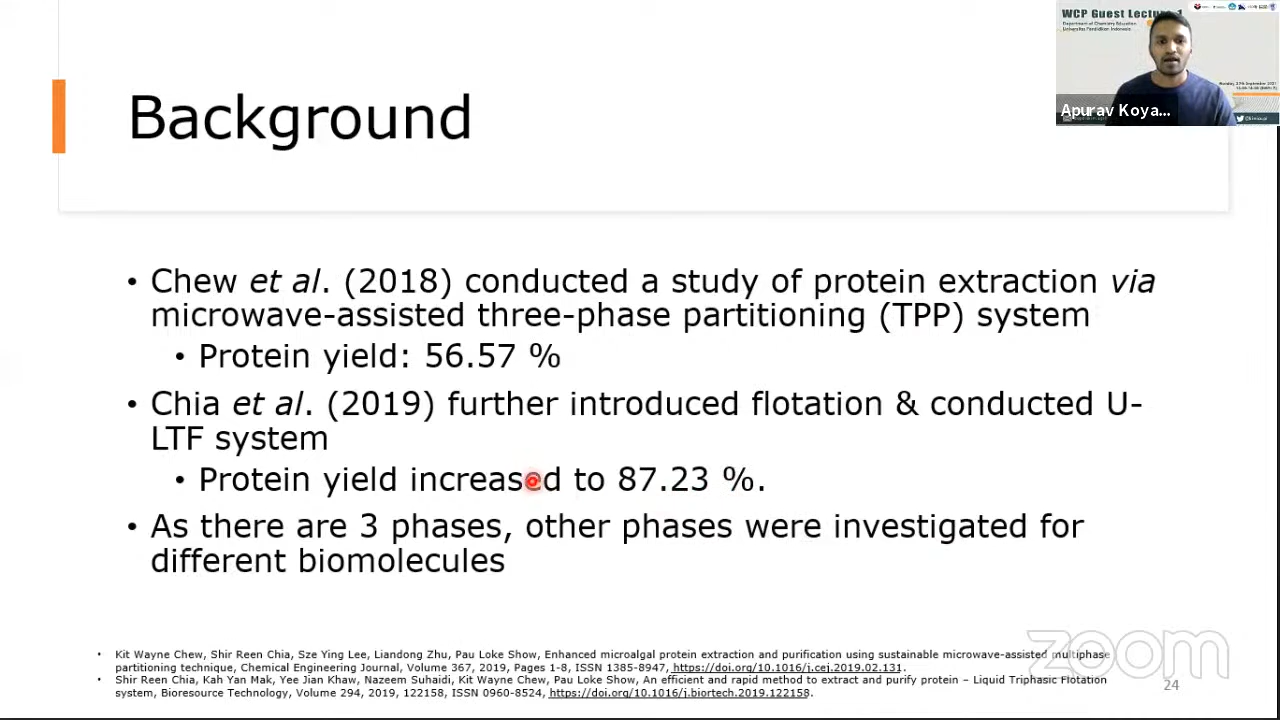 WCP Guest Lecture 1
Department of Chemistry Education
Universitas Pendidikan Indonesia
Apurav Koya...
Background
• Chew et al. (2018) conducted a study of protein extraction via
microwave-assisted three-phase partitioning (TPP) system
• Protein yield: 56.57 %
• Chia et al. (2019) further introduced flotation & conducted U-
LTF system
• Protein yield increased to 87.23 %.
• As there are 3 phases, other phases were investigated for
different biomolecules
• Kit Wayne Chew, Shir Reen Chia, Sze Ying Lee, Liandong Zhu, Pau Loke Show, Enhanced microalgal protein extraction and purification using sustainable microwave-assisted multiphase
partitioning technique, Chemical Engineering Journal, Volume 367, 2019, Pages 1-8, ISSN 1385-8947, https://doi.org/10.1016/j.cej.2019.02.131.
• Shir Reen Chia, Kah Yan Mak, Yee Jian Khaw, Nazeem Suhaidi, Kit Wayne Chew, Pau Loke Show, An efficient and rapid method to extract and purify protein – Liquid Triphasic Flotation
system, Bioresource Technology, Volume 294, 2019, 122158, ISSN 0960-8524, https://doi.org/10.1016/j.biortech.2019.122158.
zoom
24